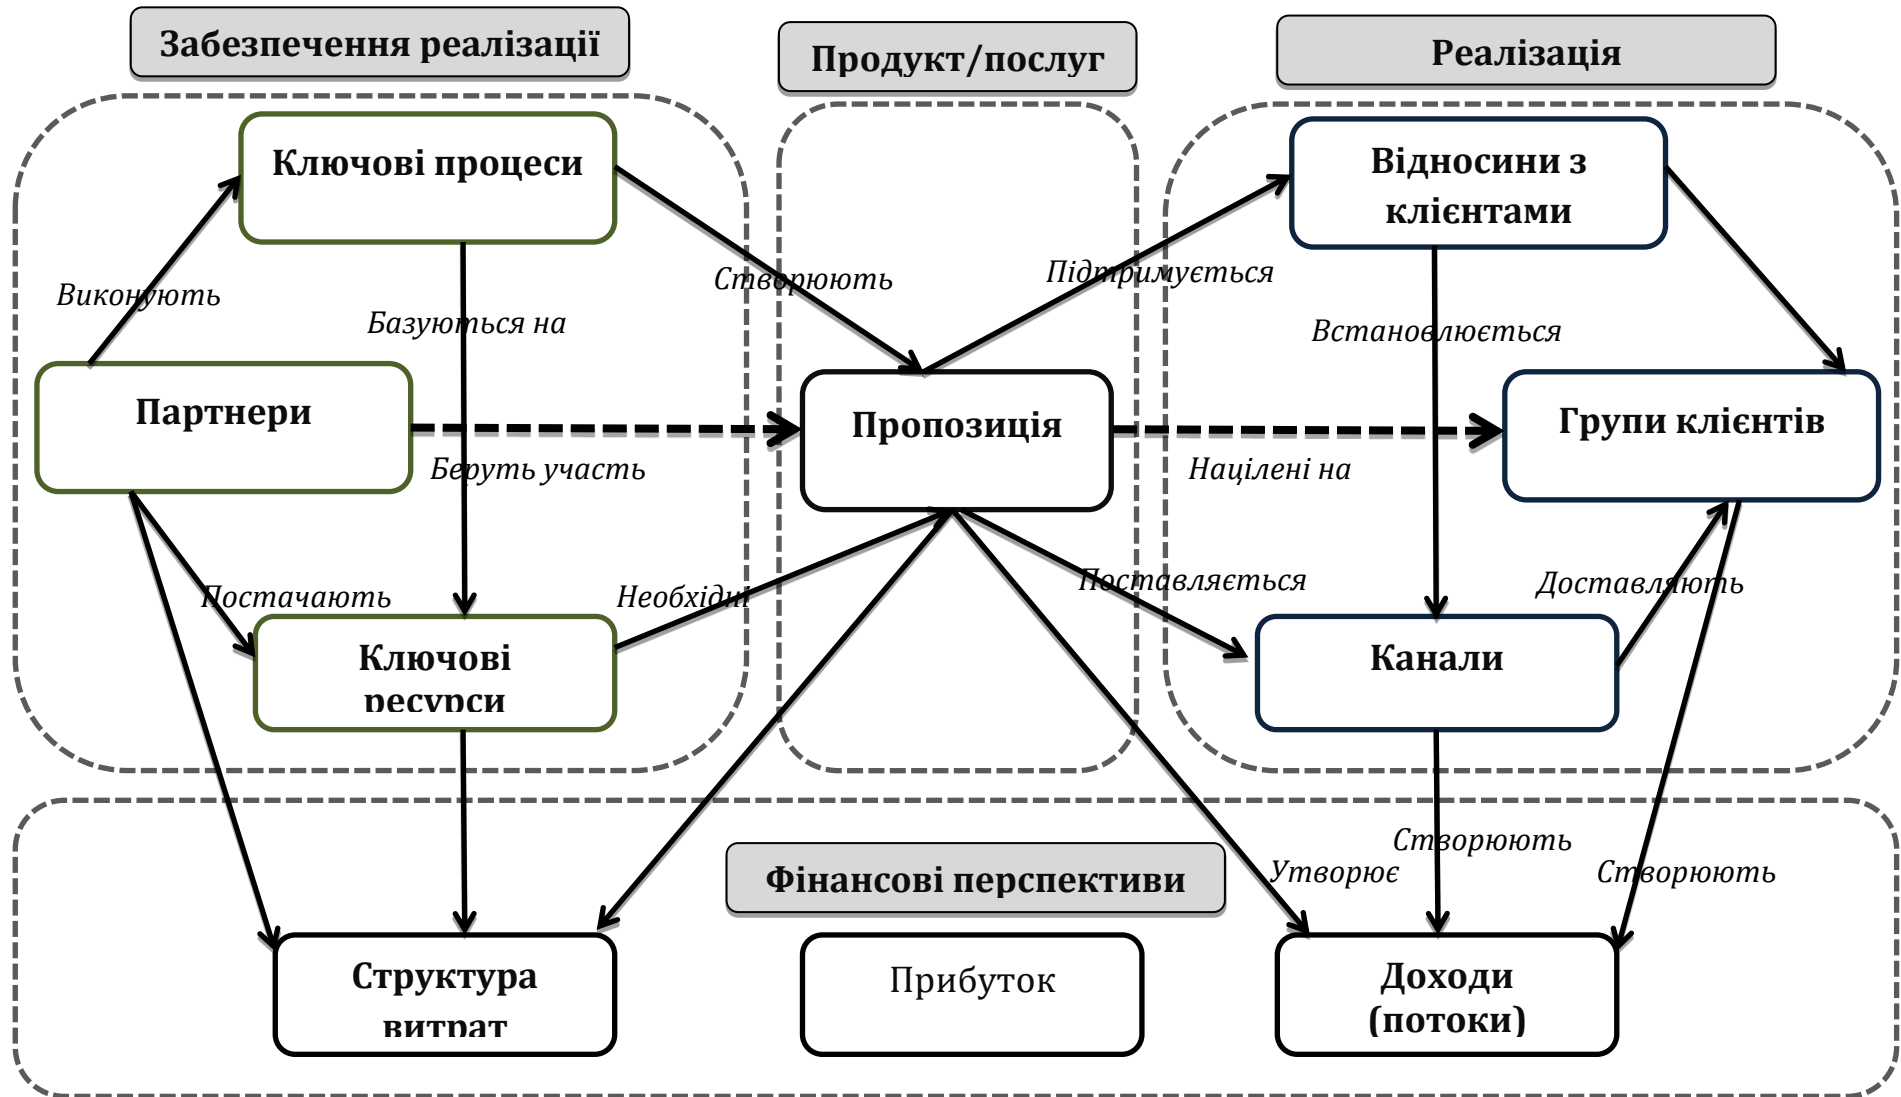 Забезпечення реалізації
Продукт/послуг
Реалізація
Ключові процеси
Відносини з
клієнтами
Виконують
Створюють
Підтримується
Базуються на
Встановлюється
Партнери
Пропозиція
Групи клієнтів
Беруть участь
Націлені на
Постачають
Необхідні
Поставляється
Доставляють
Ключові
ресурси
Канали
Створюють
Утворює
Створюють
Фінансові перспективи
Структура
витрат
Прибуток
Доходи
(потоки)